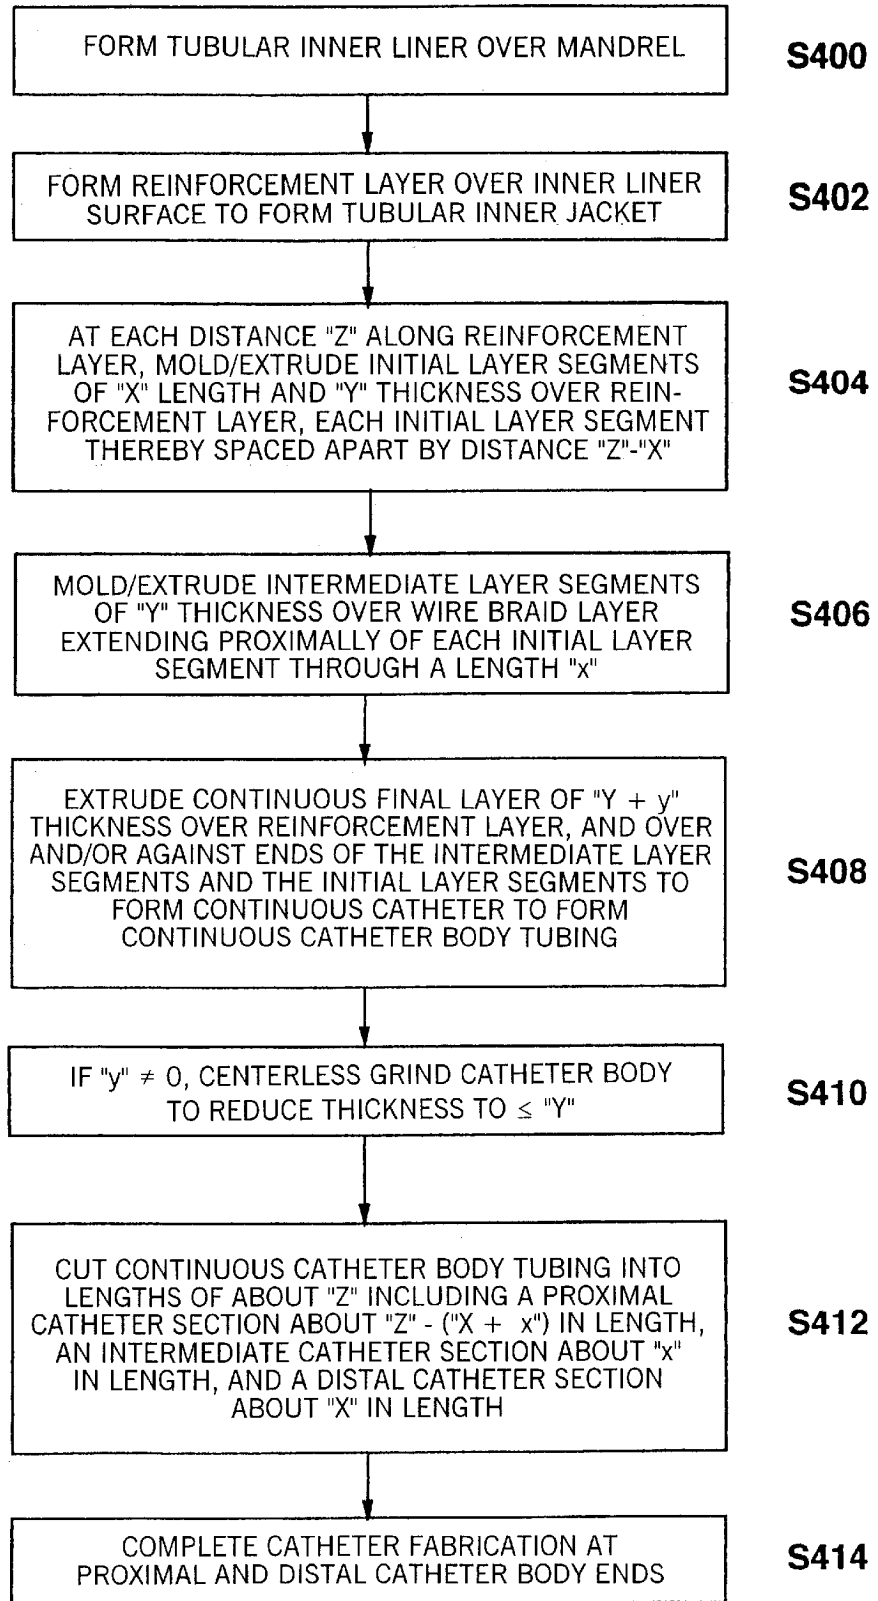 FORM TUBULAR INNER LINER OVER MANDREL
S400
FORM REINFORCEMENT LAYER OVER INNER LINER
SURFACE TO FORM TUBULAR INNER JACKET
S402
AT EACH DISTANCE "Z" ALONG REINFORCEMENT
LAYER, MOLD/EXTRUDE INITIAL LAYER SEGMENTS
OF "X" LENGTH AND "Y" THICKNESS OVER REIN-
FORCEMENT LAYER, EACH INITIAL LAYER SEGMENT
THEREBY SPACED APART BY DISTANCE "Z"-"X"
S404
MOLD/EXTRUDE INTERMEDIATE LAYER SEGMENTS
OF "Y" THICKNESS OVER WIRE BRAID LAYER
EXTENDING PROXIMALLY OF EACH INITIAL LAYER
SEGMENT THROUGH A LENGTH "x"
S406
EXTRUDE CONTINUOUS FINAL LAYER OF "Y + y"
THICKNESS OVER REINFORCEMENT LAYER, AND OVER
AND/OR AGAINST ENDS OF THE INTERMEDIATE LAYER
SEGMENTS AND THE INITIAL LAYER SEGMENTS TO
FORM CONTINUOUS CATHETER TO FORM
CONTINUOUS CATHETER BODY TUBING
S408
IF "y" ≠ 0, CENTERLESS GRIND CATHETER BODY
TO REDUCE THICKNESS TO ≤ "Y"
S410
CUT CONTINUOUS CATHETER BODY TUBING INTO
LENGTHS OF ABOUT "Z" INCLUDING A PROXIMAL
CATHETER SECTION ABOUT "Z" - ("X + x") IN LENGTH,
AN INTERMEDIATE CATHETER SECTION ABOUT "x"
IN LENGTH, AND A DISTAL CATHETER SECTION
ABOUT "X" IN LENGTH
S412
COMPLETE CATHETER FABRICATION AT
PROXIMAL AND DISTAL CATHETER BODY ENDS
S414